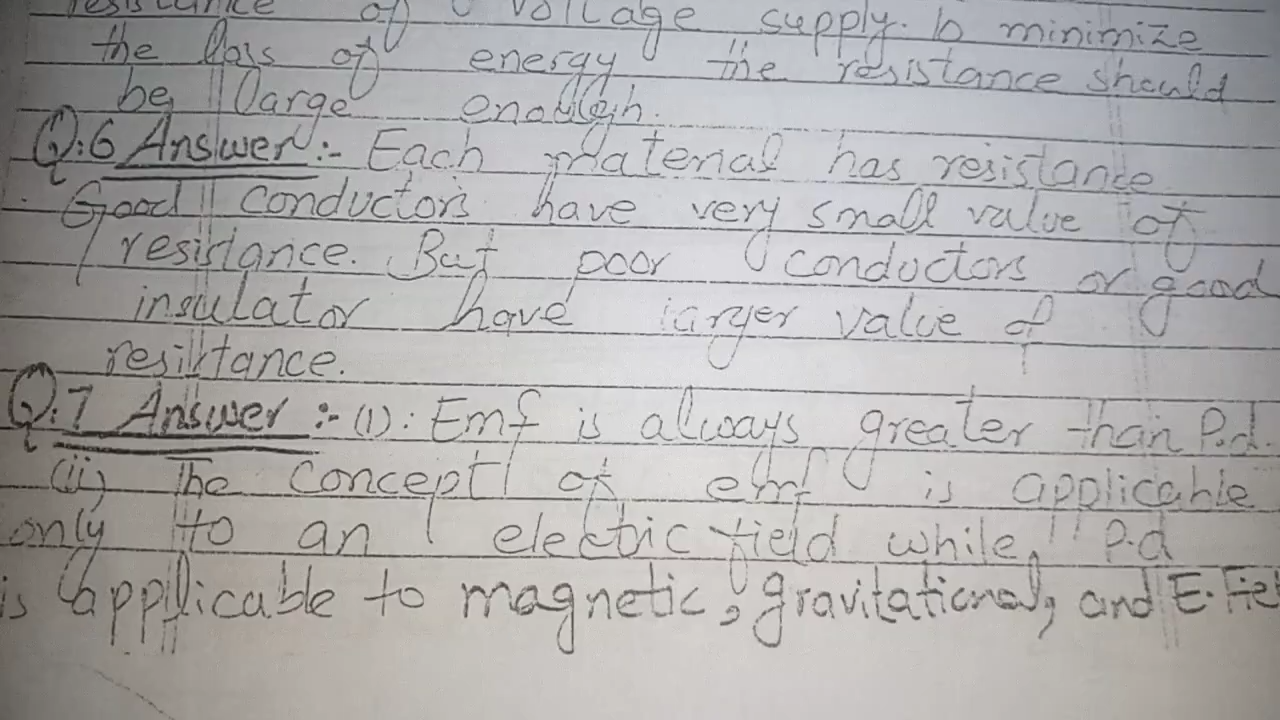 resistance of voltage supply. To minimize
the loss of energy the resistance should
be large enough.
Q.6 Answer:- Each material has resistance
Good conductors have very small value of
resistance. But poor conductors or good
insulator have larger value of
resistance.
Q.7 Answer:- (i): Emf is always greater than P.d.
(ii) The concept of emf is applicable
only to an electric field while, P.d
is applicable to magnetic, gravitational, and E. Fiel